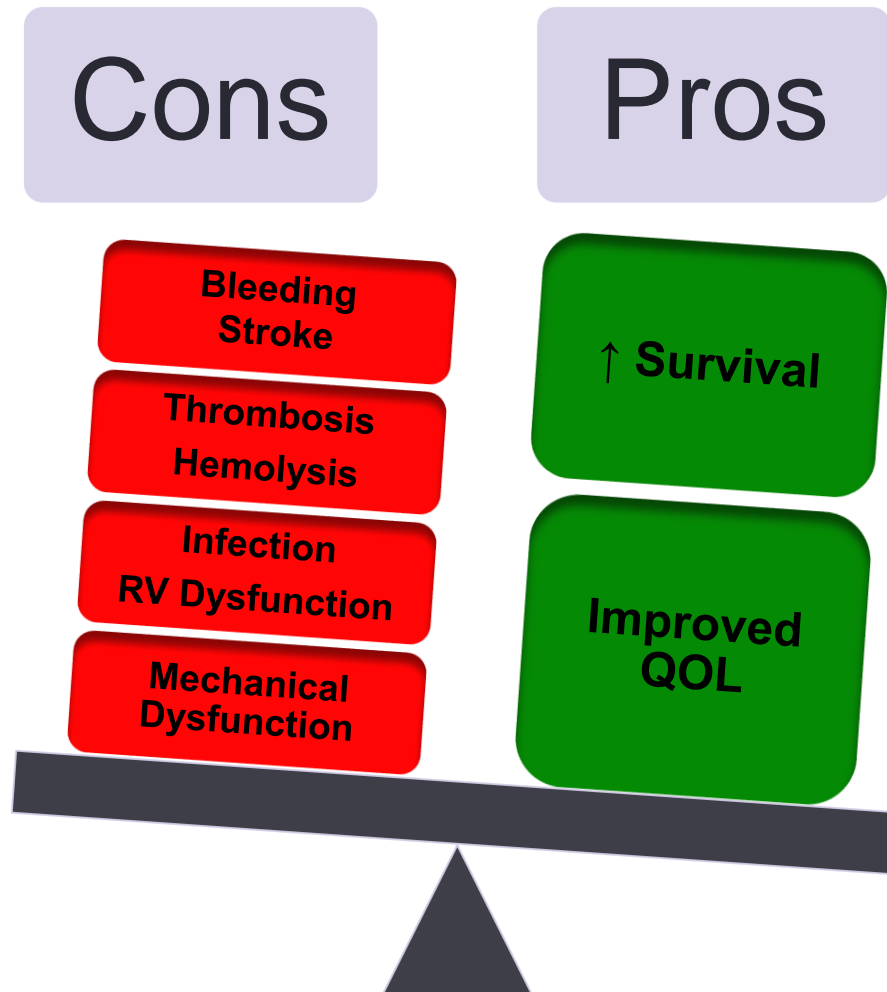 Cons
Pros
Bleeding
Stroke
Thrombosis
Hemolysis
Infection
RV Dysfunction
Mechanical
Dysfunction
↑ Survival
Improved
QOL